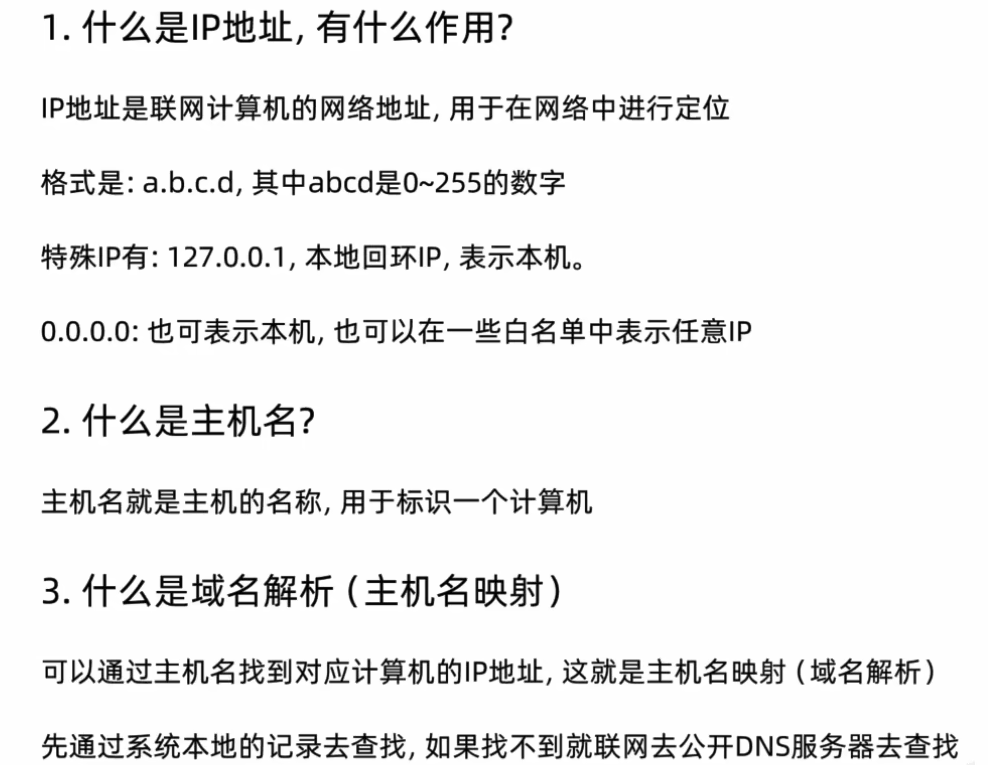 1. 什么是IP地址, 有什么作用?
IP地址是联网计算机的网络地址, 用于在网络中进行定位
格式是: a.b.c.d, 其中abcd是0~255的数字
特殊IP有: 127.0.0.1, 本地回环IP, 表示本机。
0.0.0.0: 也可表示本机, 也可以在一些白名单中表示任意IP
2. 什么是主机名?
主机名就是主机的名称, 用于标识一个计算机
3. 什么是域名解析（主机名映射）
可以通过主机名找到对应计算机的IP地址, 这就是主机名映射（域名解析）
先通过系统本地的记录去查找, 如果找不到就联网去公开DNS服务器去查找